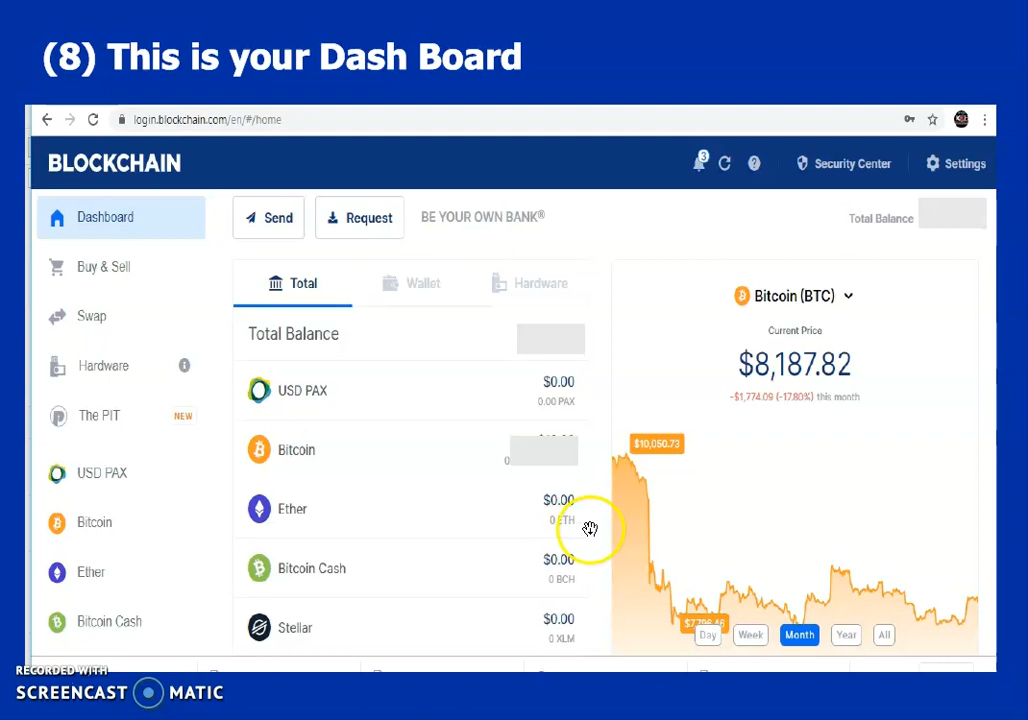 (8) This is your Dash Board
login.blockchain.com/en/#/home
BLOCKCHAIN
3
Security Center
Settings
Dashboard
Buy & Sell
Swap
Hardware
The PIT
NEW
USD PAX
Bitcoin
Ether
Bitcoin Cash
Send
Request
BE YOUR OWN BANK®
Total Balance
Total
Wallet
Hardware
Total Balance
USD PAX
$0.00
0.00 PAX
Bitcoin
0
Ether
$0.00
0 ETH
Bitcoin Cash
$0.00
0 BCH
Stellar
$0.00
0 XLM
Bitcoin (BTC)
Current Price
$8,187.82
-$1,774.09 (-17.80%) this month
$10,050.73
Day
Week
Month
Year
All
RECORDED WITH
SCREENCAST MATIC